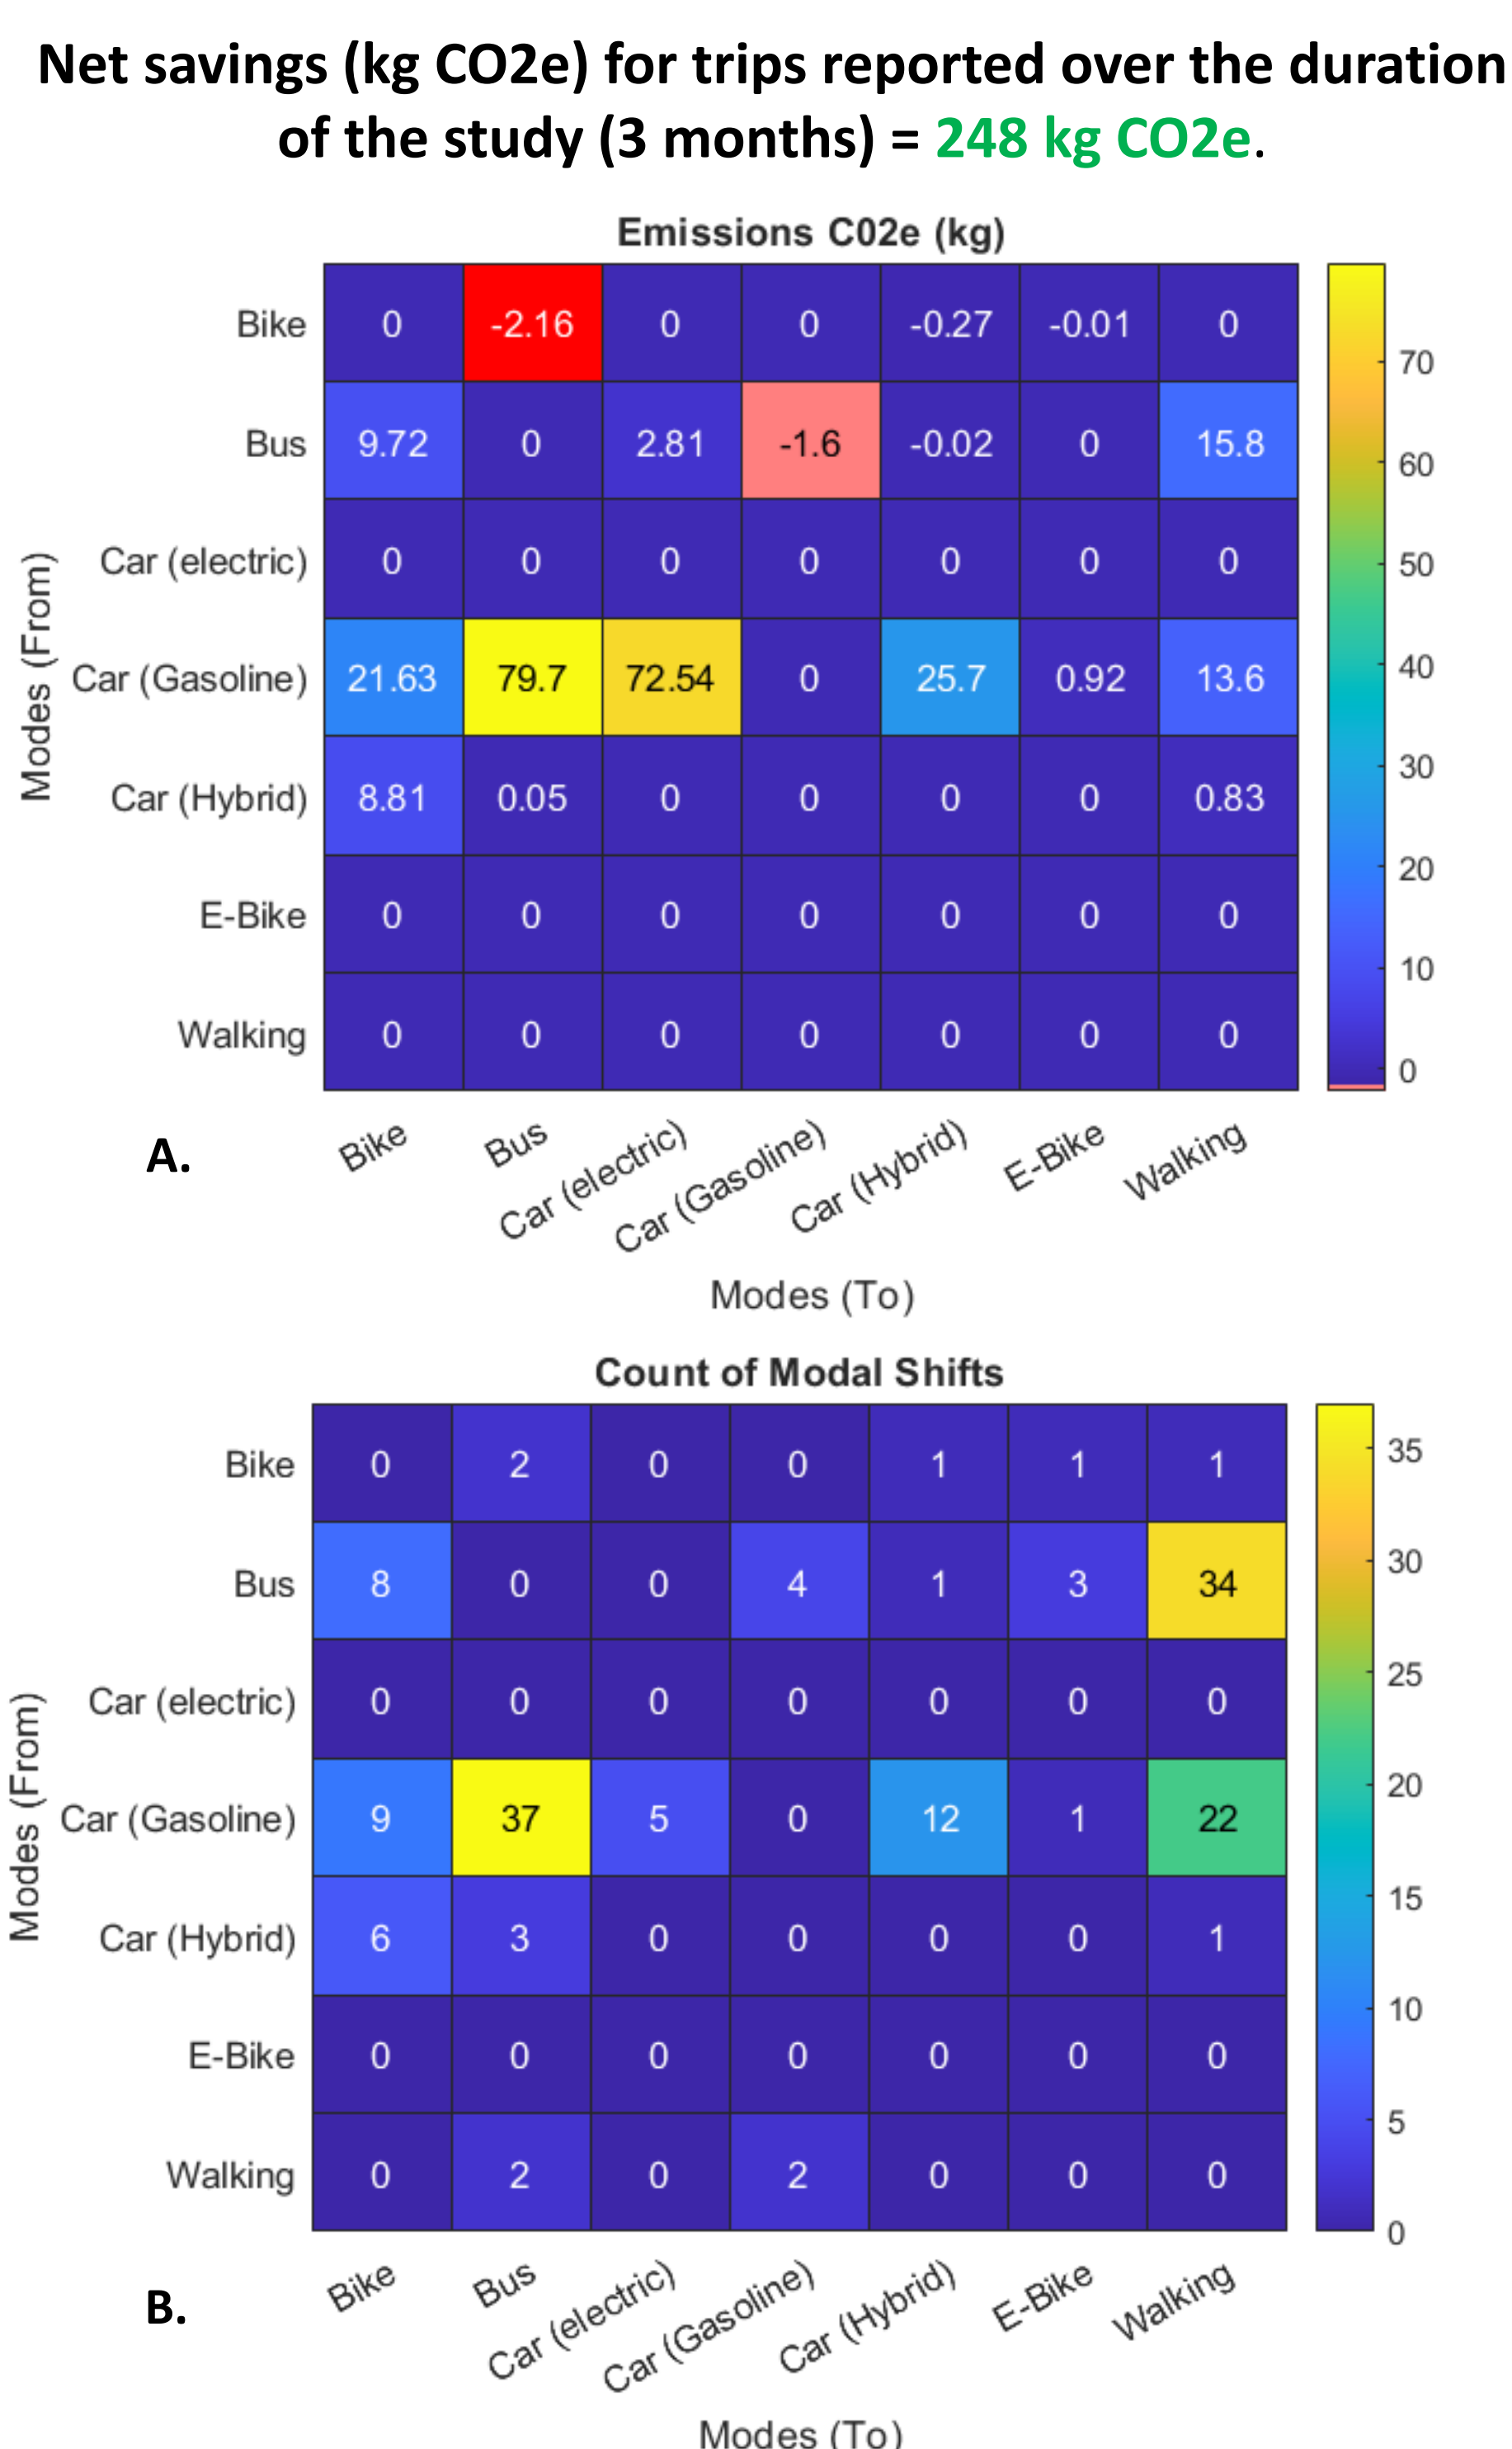 Net savings (kg CO2e) for trips reported over the duration
of the study (3 months) = 248 kg CO2e.
Emissions C02e (kg)
Modes (From)
Bike 0 -2.16 0 0 -0.27 -0.01 0
Bus 9.72 0 2.81 -1.6 -0.02 0 15.8
Car (electric) 0 0 0 0 0 0 0
Car (Gasoline) 21.63 79.7 72.54 0 25.7 0.92 13.6
Car (Hybrid) 8.81 0.05 0 0 0 0 0.83
E-Bike 0 0 0 0 0 0 0
Walking 0 0 0 0 0 0 0
70
60
50
40
30
20
10
0
Bike Bus Car (electric) Car (Gasoline) Car (Hybrid) E-Bike Walking
A.
Modes (To)
Count of Modal Shifts
Modes (From)
Bike 0 2 0 0 1 1 1
Bus 8 0 0 4 1 3 34
Car (electric) 0 0 0 0 0 0 0
Car (Gasoline) 9 37 5 0 12 1 22
Car (Hybrid) 6 3 0 0 0 0 1
E-Bike 0 0 0 0 0 0 0
Walking 0 2 0 2 0 0 0
35
30
25
20
15
10
5
0
Bike Bus Car (electric) Car (Gasoline) Car (Hybrid) E-Bike Walking
B.
Modes (To)